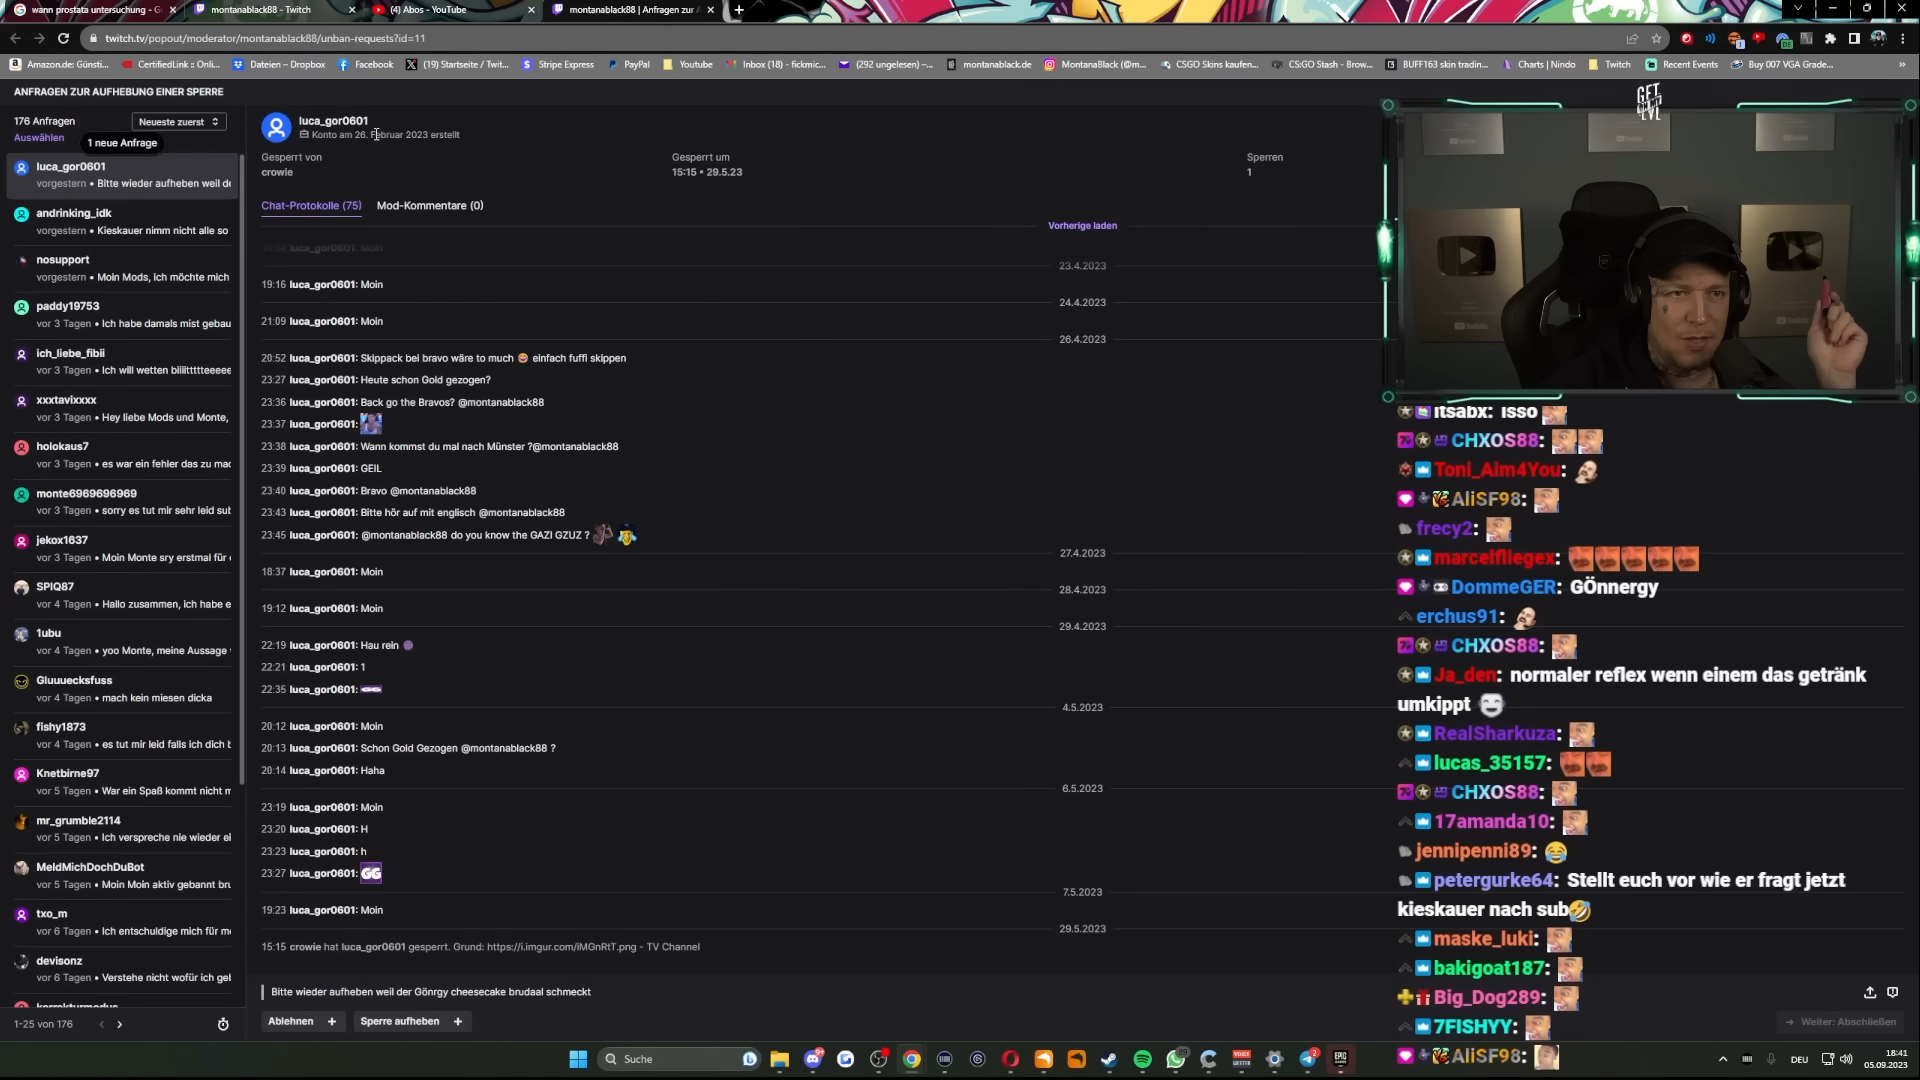 wann prostata untersuchung - G
montanablack88 - Twitch
(4) Abos - YouTube
montanablack88 | Anfragen zur A
twitch.tv/popout/moderator/montanablack88/unban-requests?id=11
Amazon.de: Günsti...
CertifiedLink :: Onli...
Dateien – Dropbox
Facebook
(19) Startseite / Twit...
Stripe Express
PayPal
Youtube
Inbox (18) - fickmic...
(292 ungelesen) –...
montanablack.de
MontanaBlack (@m...
CSGO Skins kaufen...
CS:GO Stash - Brow...
BUFF163 skin tradin...
Charts | Nindo
Twitch
Recent Events
Buy 007 VGA Grade...
ANFRAGEN ZUR AUFHEBUNG EINER SPERRE
176 Anfragen
Neueste zuerst
Auswählen
1 neue Anfrage
luca_gor0601
vorgestern • Bitte wieder aufheben weil de
andrinking_idk
vorgestern • Kieskauer nimm nicht alle so
nosupport
vorgestern • Moin Mods, ich möchte mich
paddy19753
vor 3 Tagen • Ich habe damals mist gebau
ich_liebe_fibii
vor 3 Tagen • Ich will wetten biiiittttteeeee
xxxtavixxxx
vor 3 Tagen • Hey liebe Mods und Monte,
holokaus7
vor 3 Tagen • es war ein fehler das zu mac
monte6969696969
vor 3 Tagen • sorry es tut mir sehr leid sub
jekox1637
vor 3 Tagen • Moin Monte sry erstmal für
SPIQ87
vor 4 Tagen • Hallo zusammen, ich habe e
1ubu
vor 4 Tagen • yoo Monte, meine Aussage
Gluuuecksfuss
vor 4 Tagen • mach kein miesen dicka
fishy1873
vor 4 Tagen • es tut mir leid falls ich dich b
Knetbirne97
vor 5 Tagen • War ein Spaß kommt nicht m
mr_grumble2114
vor 5 Tagen • Ich verspreche nie wieder ei
MeldMichDochDuBot
vor 5 Tagen • Moin Moin aktiv gebannt bru
txo_m
vor 6 Tagen • Ich entschuldige mich für m
devisonz
vor 6 Tagen • Verstehe nicht wofür ich gel
korrekturmodus
1-25 von 176
luca_gor0601
Konto am 26. Februar 2023 erstellt
Gesperrt von
crowie
Gesperrt um
15:15 • 29.5.23
Sperren
1
Chat-Protokolle (75)
Mod-Kommentare (0)
Vorherige laden
luca_gor0601: Moin
23.4.2023
19:16 luca_gor0601: Moin
24.4.2023
21:09 luca_gor0601: Moin
26.4.2023
20:52 luca_gor0601: Skippack bei bravo wäre to much 😂 einfach fuffi skippen
23:27 luca_gor0601: Heute schon Gold gezogen?
23:36 luca_gor0601: Back go the Bravos? @montanablack88
23:37 luca_gor0601:
23:38 luca_gor0601: Wann kommst du mal nach Münster ?@montanablack88
23:39 luca_gor0601: GEIL
23:40 luca_gor0601: Bravo @montanablack88
23:43 luca_gor0601: Bitte hör auf mit englisch @montanablack88
23:45 luca_gor0601: @montanablack88 do you know the GAZI GZUZ ?
27.4.2023
18:37 luca_gor0601: Moin
28.4.2023
19:12 luca_gor0601: Moin
29.4.2023
22:19 luca_gor0601: Hau rein
22:21 luca_gor0601: 1
22:35 luca_gor0601:
4.5.2023
20:12 luca_gor0601: Moin
20:13 luca_gor0601: Schon Gold Gezogen @montanablack88 ?
20:14 luca_gor0601: Haha
6.5.2023
23:19 luca_gor0601: Moin
23:20 luca_gor0601: H
23:23 luca_gor0601: h
23:27 luca_gor0601: GG
7.5.2023
19:23 luca_gor0601: Moin
29.5.2023
15:15 crowie hat luca_gor0601 gesperrt. Grund: https://i.imgur.com/iMGnRtT.png - TV Channel
Bitte wieder aufheben weil der Gönrgy cheesecake brudaal schmeckt
Ablehnen +
Sperre aufheben +
Weiter: Abschließen
GET
LVL
itsabx: Isso
CHXOS88:
Toni_Aim4You:
AliSF98:
frecy2:
marcelfliegex:
DommeGER: GÖnnergy
erchus91:
CHXOS88:
Ja_den: normaler reflex wenn einem das getränk
umkippt
RealSharkuza:
lucas_35157:
CHXOS88:
17amanda10:
jennipenni89: 😂
petergurke64: Stellt euch vor wie er fragt jetzt
kieskauer nach sub🤣
maske_luki:
bakigoat187:
Big_Dog289:
7FISHYY:
AliSF98:
Suche
DEU
18:41
05.09.2023